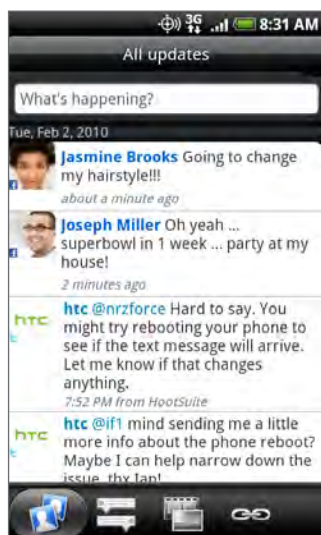 3G 8:31 AM
All updates
What's happening?
Tue, Feb 2, 2010
Jasmine Brooks Going to change
my hairstyle!!!
about a minute ago
Joseph Miller Oh yeah ...
superbowl in 1 week ... party at my
house!
2 minutes ago
htc
htc @nrzforce Hard to say. You
might try rebooting your phone to
see if the text message will arrive.
Let me know if that changes
anything.
7:52 PM from HootSuite
htc
htc @if1 mind sending me a little
more info about the phone reboot?
Maybe I can help narrow down the
issue. thx Ian!